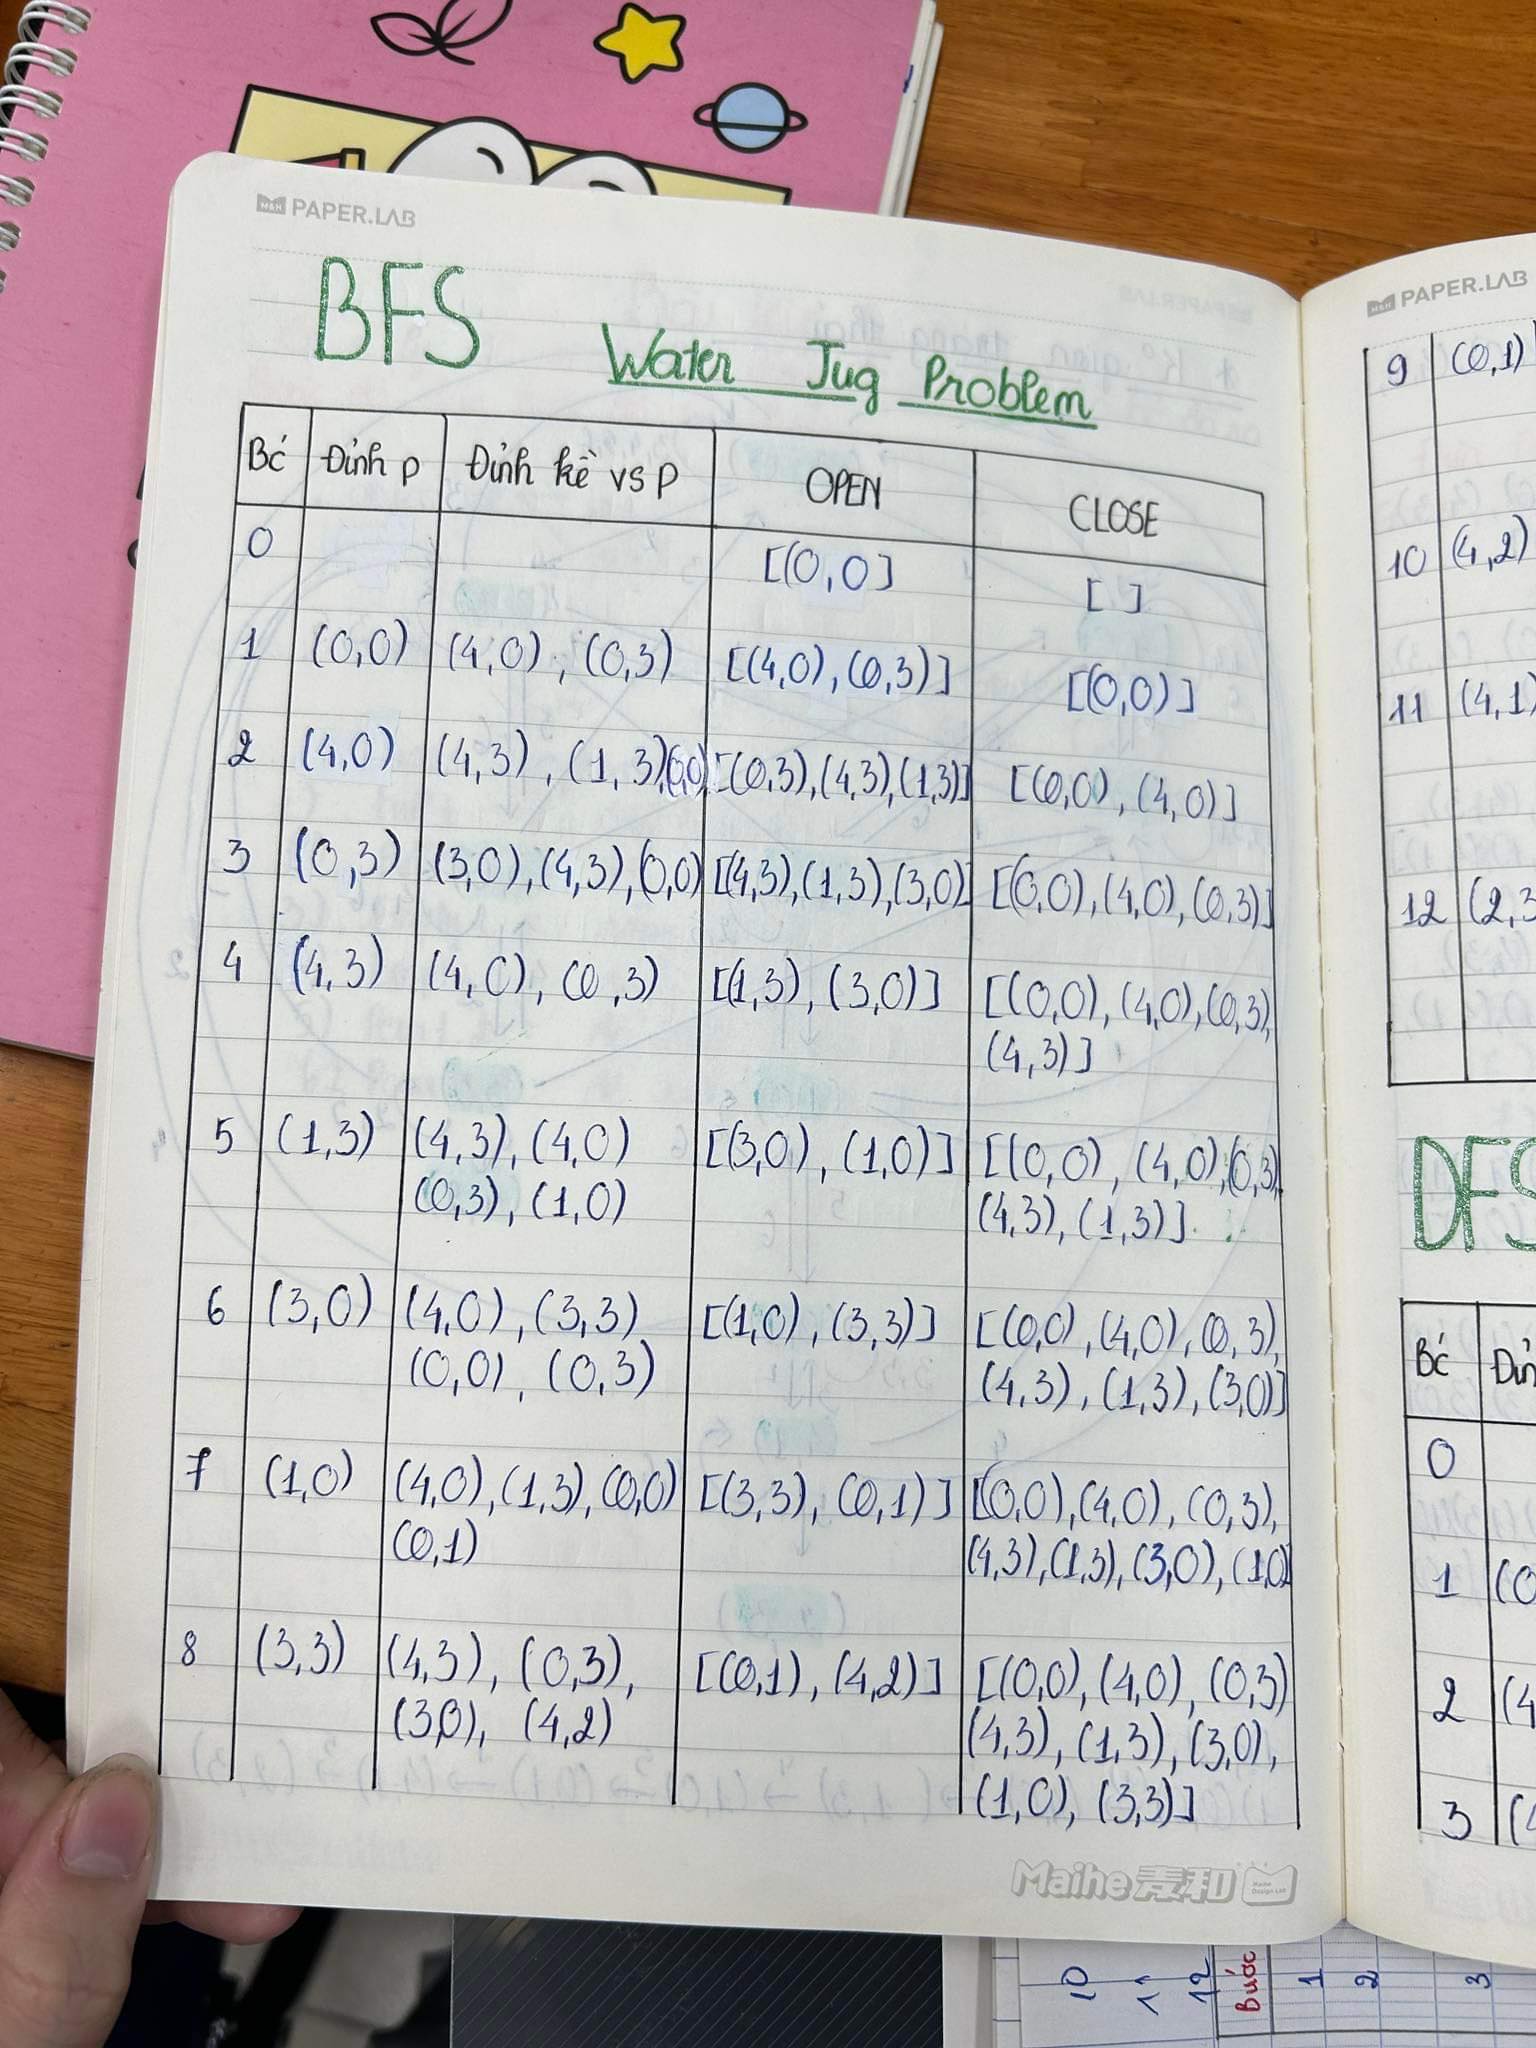 PAPER.LAB
BFS
Water Jug Problem
Bć Đỉnh p Đỉnh kề vs p OPEN CLOSE
0 [(0,0] [ ]
1 (0,0) (4,0), (0,3) [(4,0), (0,3)] [(0,0)]
2 (4,0) (4,3), (1,3),(0,0) [(0,3),(4,3)(1,3)] [(0,0), (4,0)]
3 (0,3) (3,0),(4,3),(0,0) [(4,3),(1,3),(3,0)] [(0,0),(4,0),(0,3)]
4 (4,3) (4,0), (0,3) [(1,3), (3,0)] [(0,0), (4,0),(0,3),
(4,3)]
5 (1,3) (4,3), (4,0) [(3,0), (1,0)] [(0,0), (4,0),(0,3),
(0,3), (1,0) (4,3), (1,3)]
6 (3,0) (4,0), (3,3) [(1,0), (3,3)] [(0,0), (4,0), (0,3),
(0,0), (0,3) (4,3), (1,3), (3,0)]
7 (1,0) (4,0),(1,3),(0,0) [(3,3), (0,1)] [(0,0),(4,0), (0,3),
(0,1) (4,3),(1,3),(3,0),(1,0)]
8 (3,3) (4,3), (0,3), [(0,1), (4,2)] [(0,0), (4,0), (0,3)
(3,0), (4,2) (4,3), (1,3), (3,0),
(1,0), (3,3)]
Maihe 麦和
PAPER.LAB
9 (0,1)
10 (4,2)
11 (4,1)
12 (2,3
DFS
Bć Đỉn
0
1 (0
2 (4
3 (4
10
11
12
Bước
1
2
3